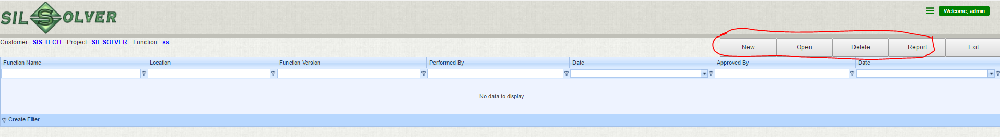 SIL SOLVER
Welcome, admin
Customer : SIS-TECH Project : SIL SOLVER Function : ss
New Open Delete Report Exit
Function Name Location Function Version Performed By Date Approved By Date
No data to display
Create Filter